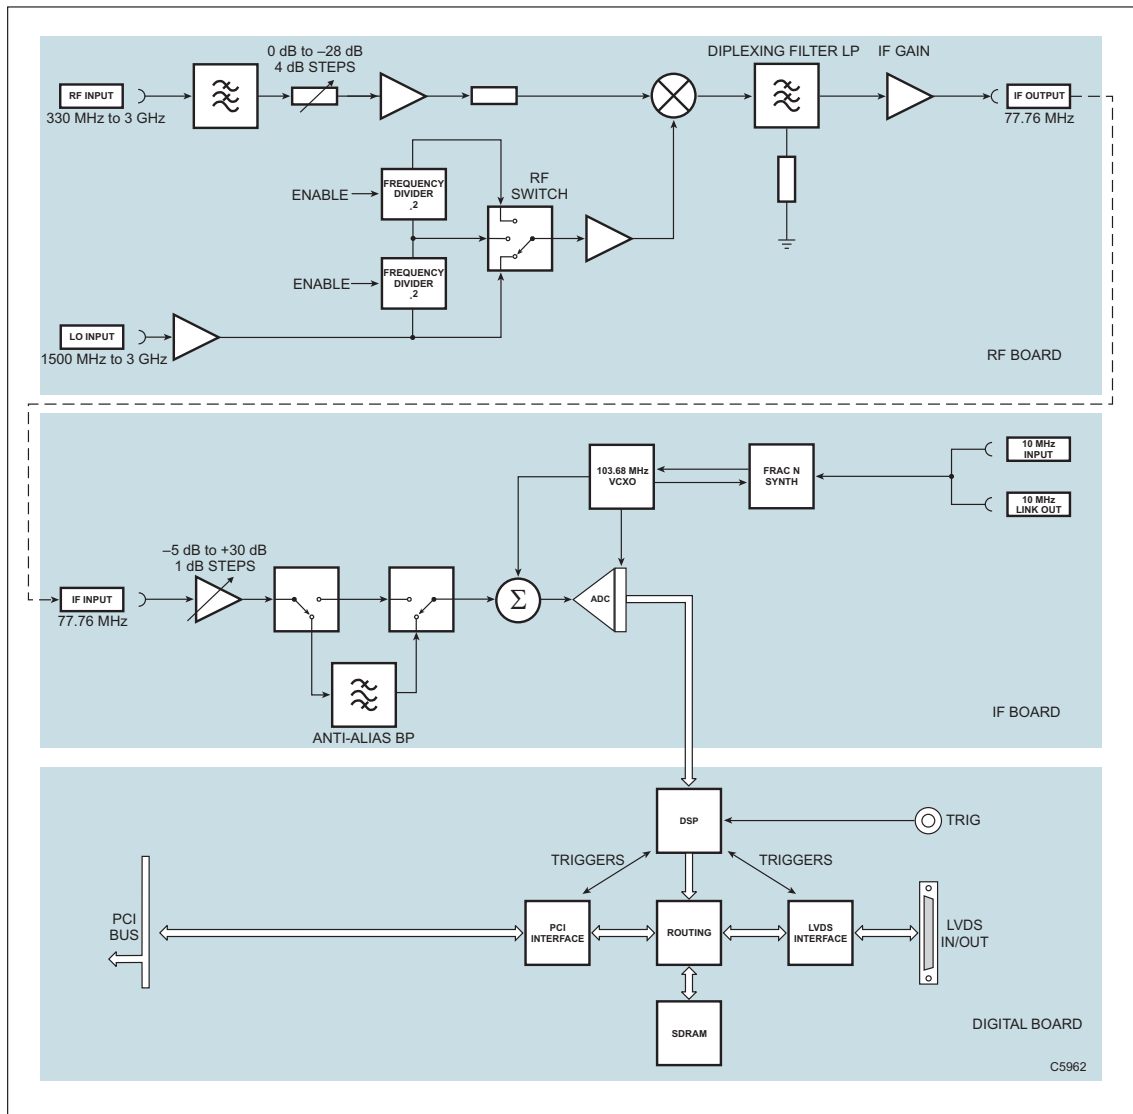 0 dB to –28 dB
4 dB STEPS
DIPLEXING FILTER LP
IF GAIN
RF INPUT
330 MHz to 3 GHz
IF OUTPUT
77.76 MHz
ENABLE
FREQUENCY
DIVIDER
.2
RF
SWITCH
ENABLE
FREQUENCY
DIVIDER
.2
LO INPUT
1500 MHz to 3 GHz
RF BOARD
103.68 MHz
VCXO
FRAC N
SYNTH
10 MHz
INPUT
10 MHz
LINK OUT
–5 dB to +30 dB
1 dB STEPS
IF INPUT
77.76 MHz
Σ
ADC
ANTI-ALIAS BP
IF BOARD
DSP
TRIG
TRIGGERS
TRIGGERS
PCI
BUS
PCI
INTERFACE
ROUTING
LVDS
INTERFACE
LVDS
IN/OUT
SDRAM
DIGITAL BOARD
C5962